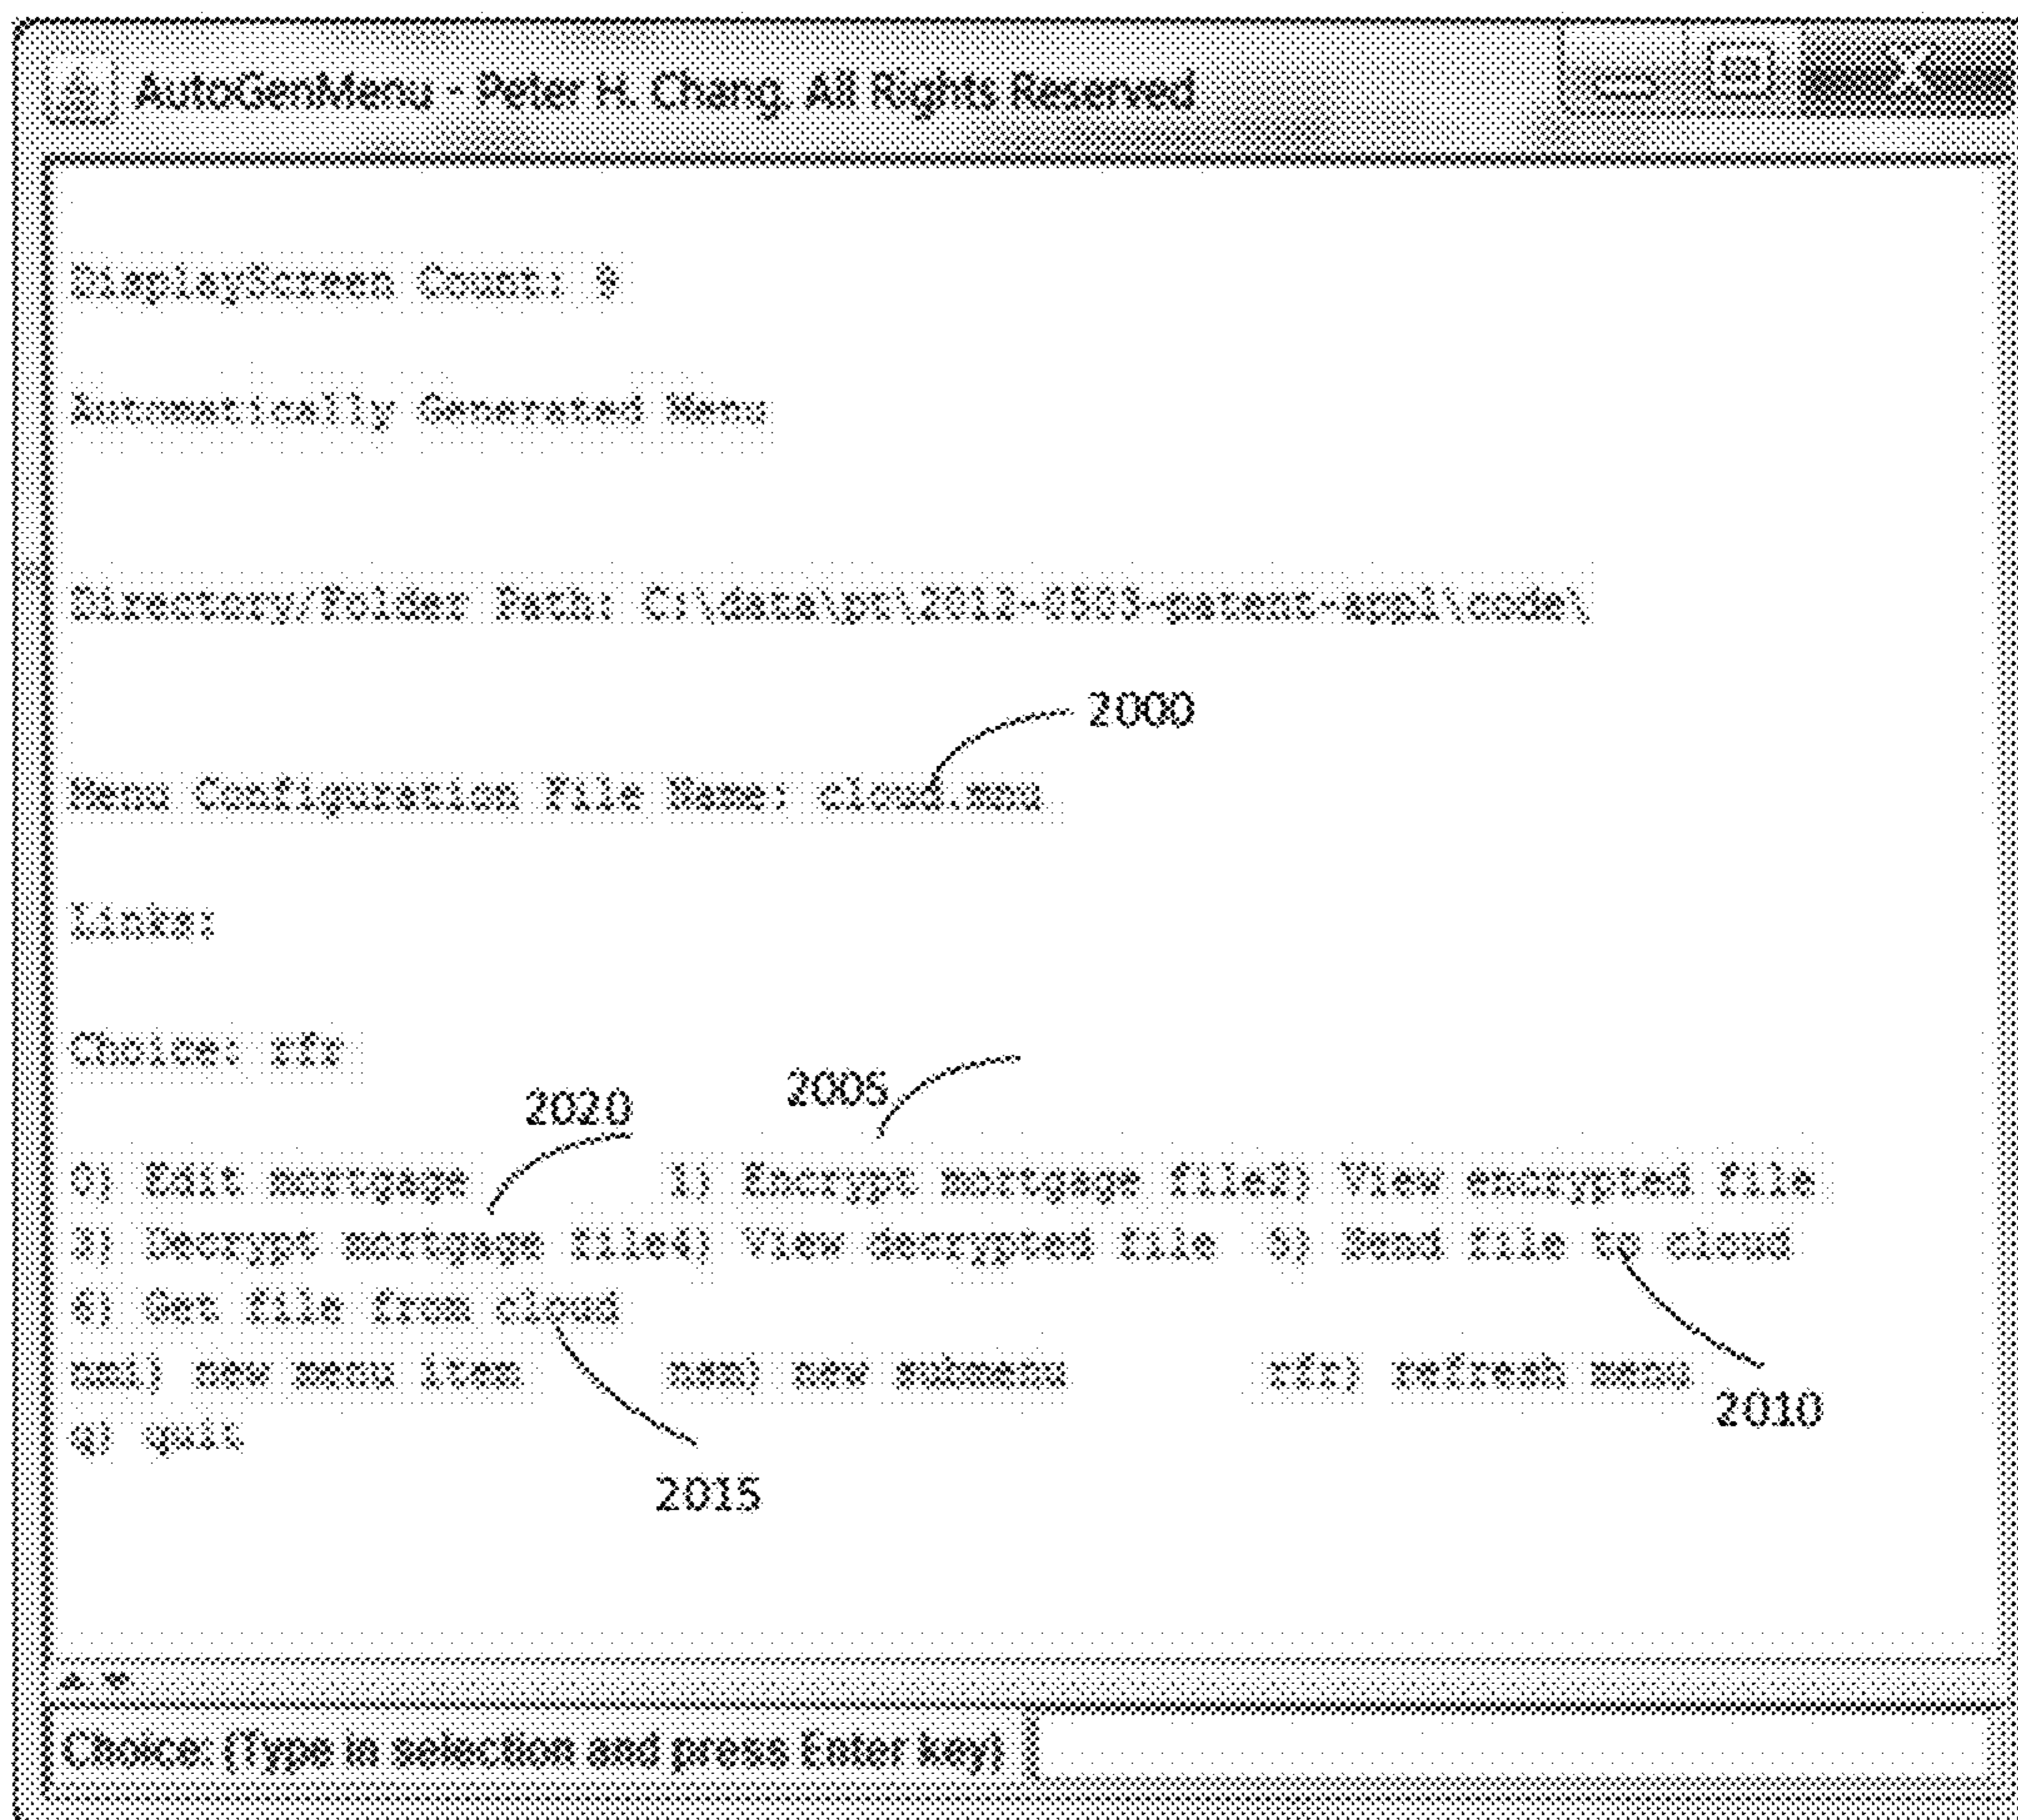 AutoGenMenu - Peter H. Chang. All Rights Reserved
DisplayScreen Count: 9
Automatically Generated Menu
Directory/Folder Path: C:\data\pt\2012-0503-patent-appl\code\
2000
Menu Configuration File Name: cloud.mnu
Links:
Choice: rfr
2020 2005
0) Edit mortgage 1) Encrypt mortgage file2) View encrypted file
3) Decrypt mortgage file4) View decrypted file 5) Send file to cloud
6) Get file from cloud
nmi) new menu item nsm) new submenu rfr) refresh menu
2010
q) quit
2015
Choice: (Type in selection and press Enter key)